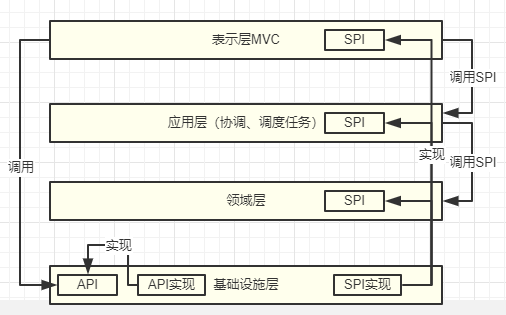 表示层MVC
SPI
调用SPI
应用层（协调、调度任务）
SPI
实现
调用SPI
调用
领域层
SPI
实现
API
API实现
基础设施层
SPI实现